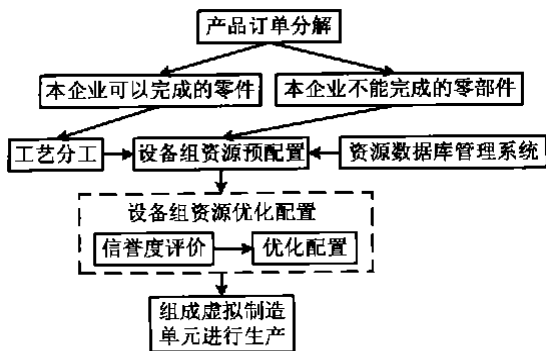 产品订单分解
本企业可以完成的零件
本企业不能完成的零部件
工艺分工
设备组资源预配置
资源数据库管理系统
设备组资源优化配置
信誉度评价
优化配置
组成虚拟制造
单元进行生产